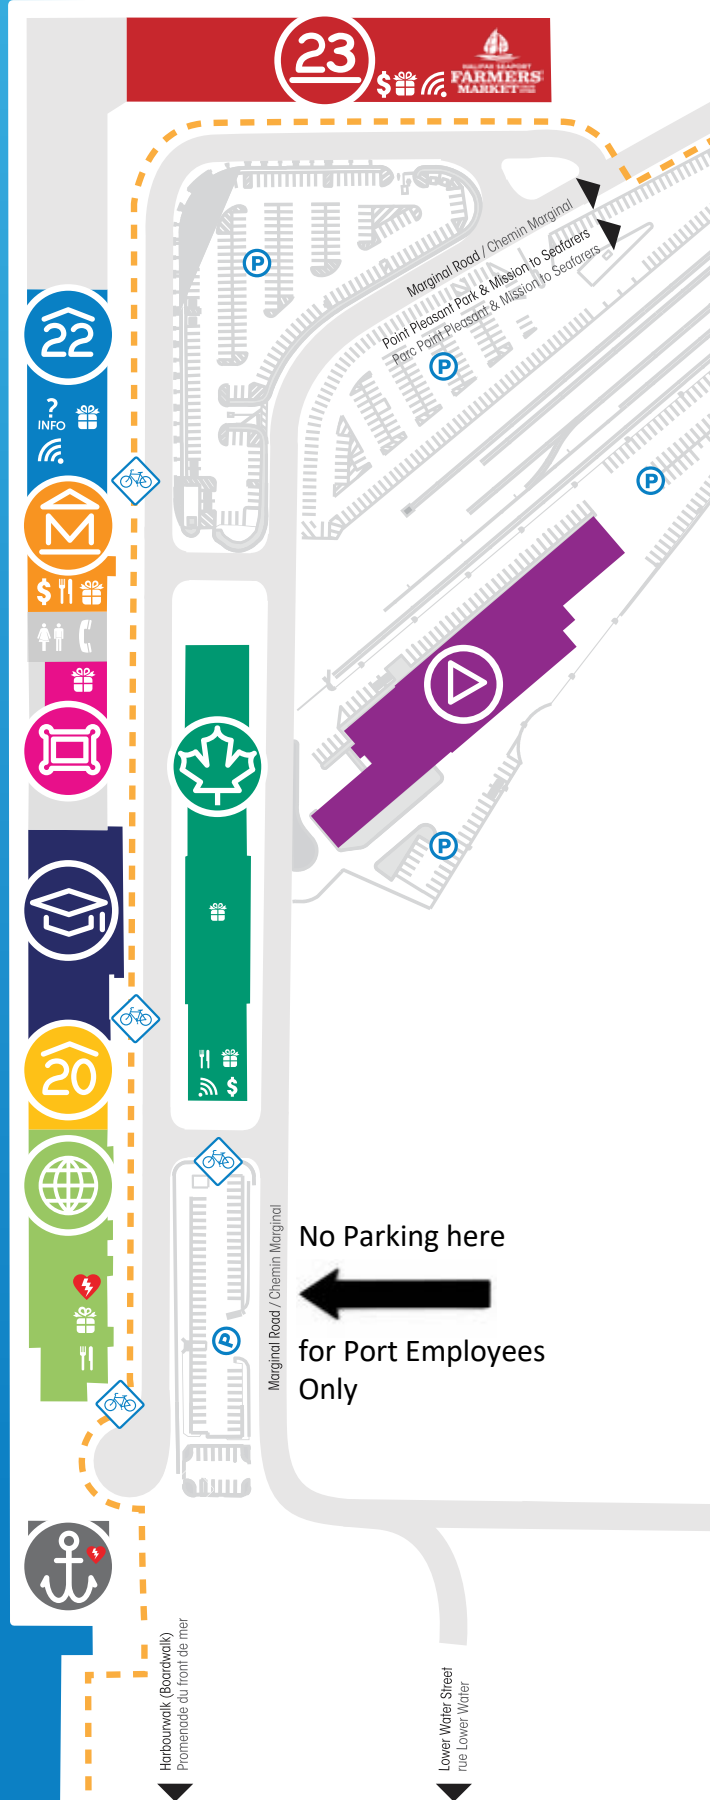 23
$
HALIFAX SEAPORT
FARMERS'
MARKET
Marginal Road / Chemin Marginal
Point Pleasant Park & Mission to Seafarers
Parc Point Pleasant & Mission to Seafarers
P
P
P
22
?
INFO
M
$
P
20
$
No Parking here
for Port Employees
Only
Marginal Road / Chemin Marginal
P
Harbourwalk (Boardwalk)
Promenade du front de mer
Lower Water Street
rue Lower Water